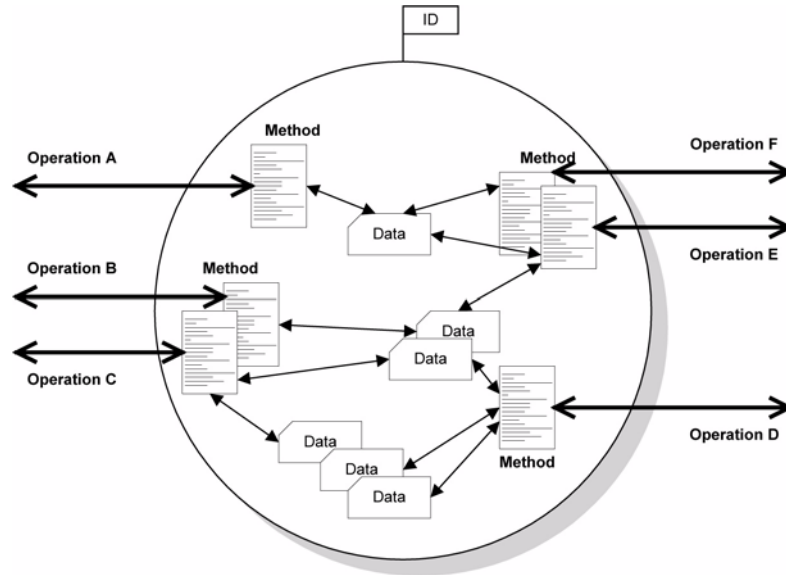 ID
Method
Operation A
Operation F
Method
Data
Operation E
Operation B
Method
Data
Data
Operation C
Data
Operation D
Method
Data
Data